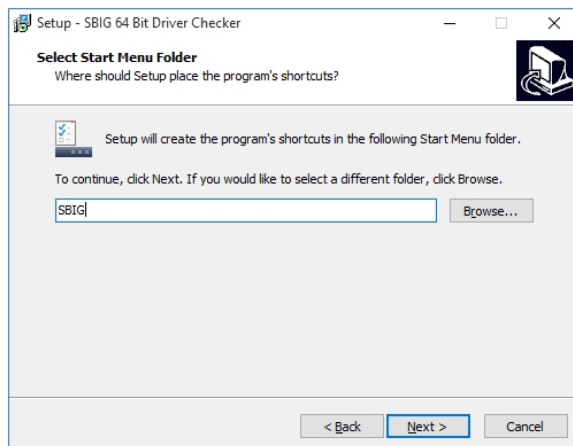 Setup - SBIG 64 Bit Driver Checker
Select Start Menu Folder
Where should Setup place the program's shortcuts?
Setup will create the program's shortcuts in the following Start Menu folder.
To continue, click Next. If you would like to select a different folder, click Browse.
SBIG
Browse...
< Back
Next >
Cancel